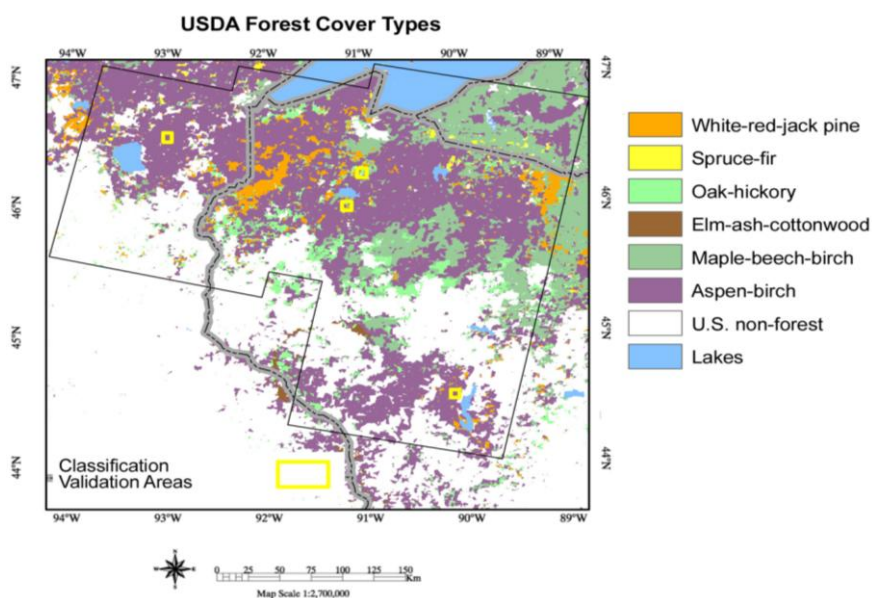 USDA Forest Cover Types
94°W 93°W 92°W 91°W 90°W 89°W
47°N 47°N
46°N 46°N
45°N 45°N
44°N 44°N
White-red-jack pine
Spruce-fir
Oak-hickory
Elm-ash-cottonwood
Maple-beech-birch
Aspen-birch
U.S. non-forest
Lakes
Classification
Validation Areas
94°W 93°W 92°W 91°W 90°W 89°W
N
W E
S
0 25 50 75 100 125 150
Km
Map Scale 1:2,700,000